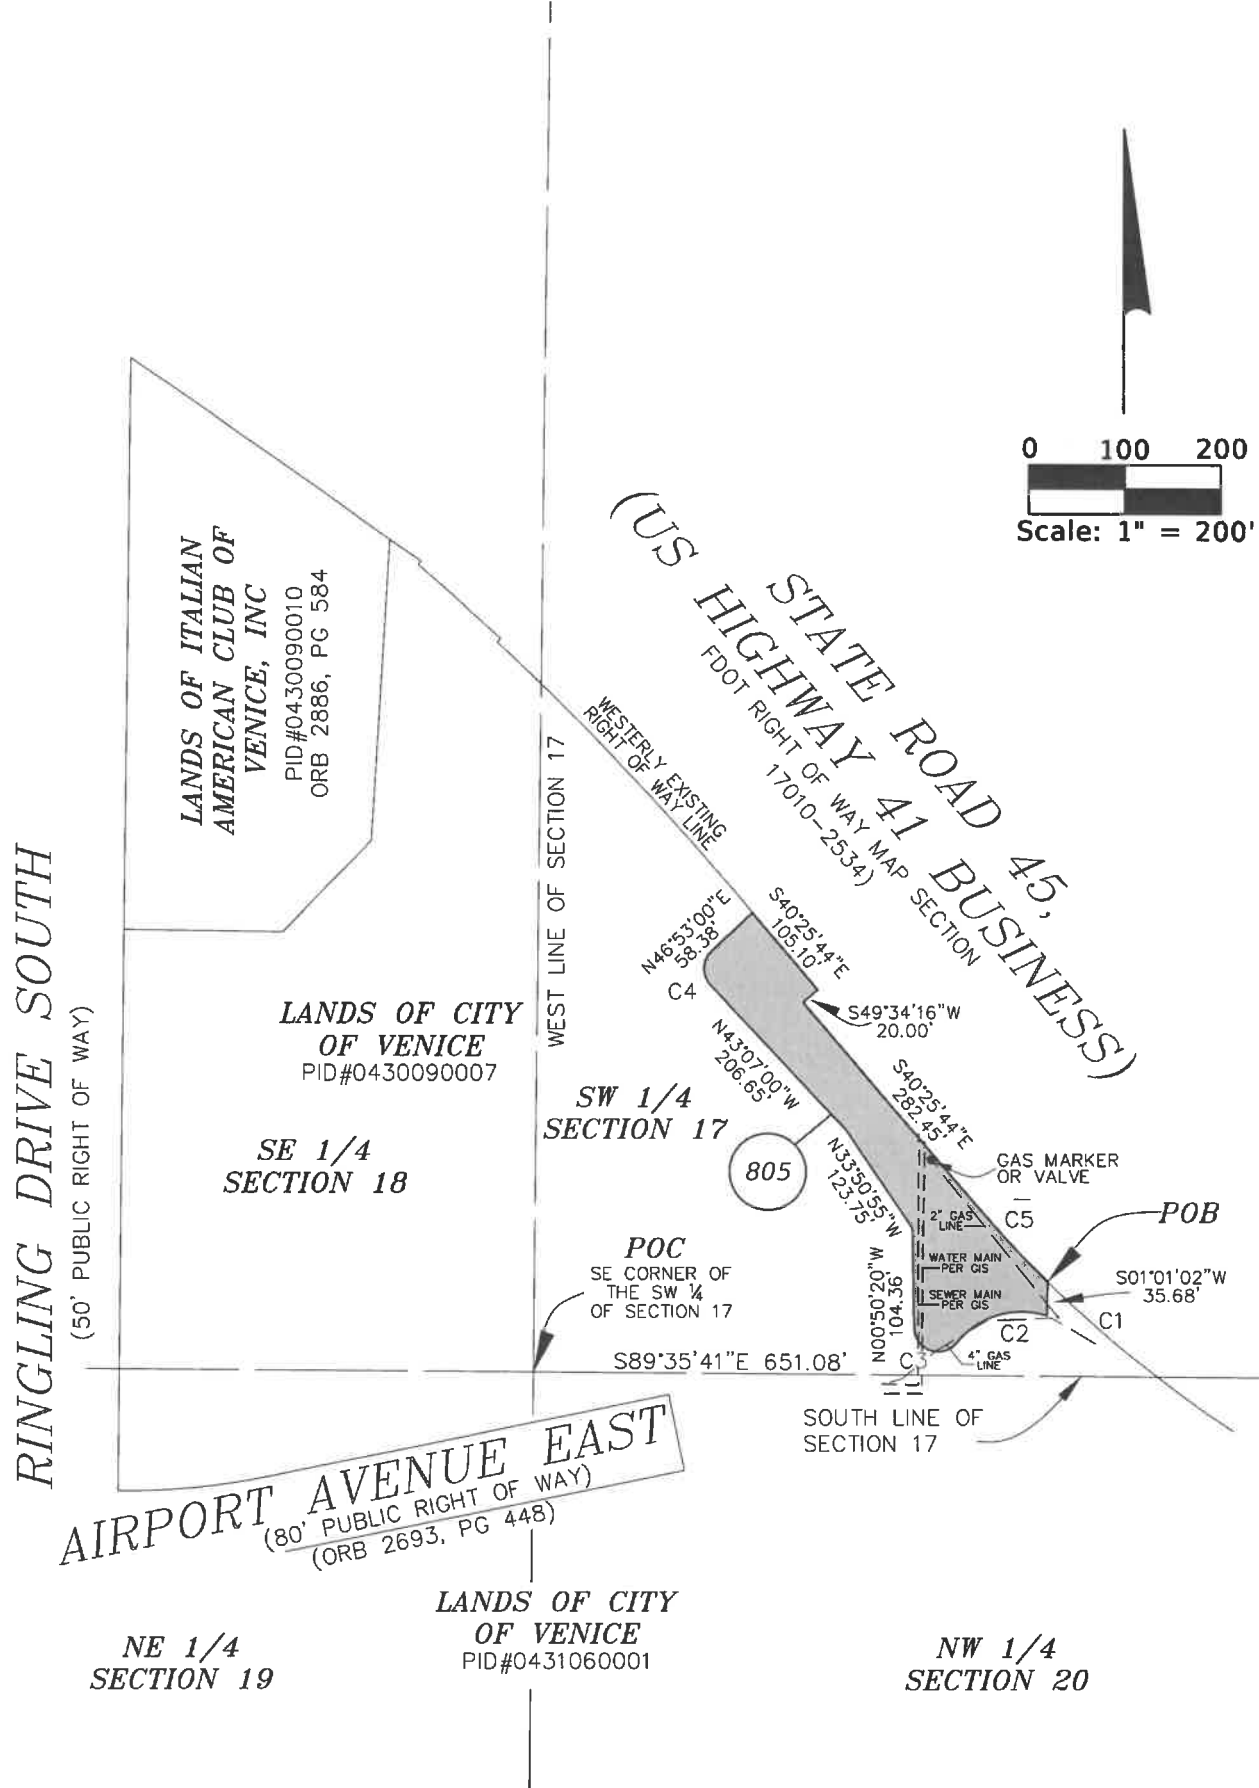 0 100 200
Scale: 1" = 200'
(US HIGHWAY 41 BUSINESS)
STATE ROAD 45,
FDOT RIGHT OF WAY MAP SECTION
17010-2534)
LANDS OF ITALIAN
AMERICAN CLUB OF
VENICE, INC
PID#0430090010
ORB 2886, PG 584
WESTERLY EXISTING
RIGHT OF WAY LINE
WEST LINE OF SECTION 17
RINGLING DRIVE SOUTH
(50' PUBLIC RIGHT OF WAY)
N46°53'00"E
58.38'
S40°25'44"E
105.10'
C4
S49°34'16"W
20.00'
LANDS OF CITY
OF VENICE
PID#0430090007
N43°07'00"W
206.65'
S40°25'44"E
282.45'
SW 1/4
SECTION 17
SE 1/4
SECTION 18
805
N33°50'55"W
123.75'
GAS MARKER
OR VALVE
C5
2" GAS
LINE
POB
POC
SE CORNER OF
THE SW ¼
OF SECTION 17
WATER MAIN
PER GIS
SEWER MAIN
PER GIS
N00°50'20"W
104.36'
S01°01'02"W
35.68'
C1
C2
C3
4" GAS
LINE
S89°35'41"E 651.08'
SOUTH LINE OF
SECTION 17
AIRPORT AVENUE EAST
(80' PUBLIC RIGHT OF WAY)
(ORB 2693, PG 448)
LANDS OF CITY
OF VENICE
PID#0431060001
NE 1/4
SECTION 19
NW 1/4
SECTION 20